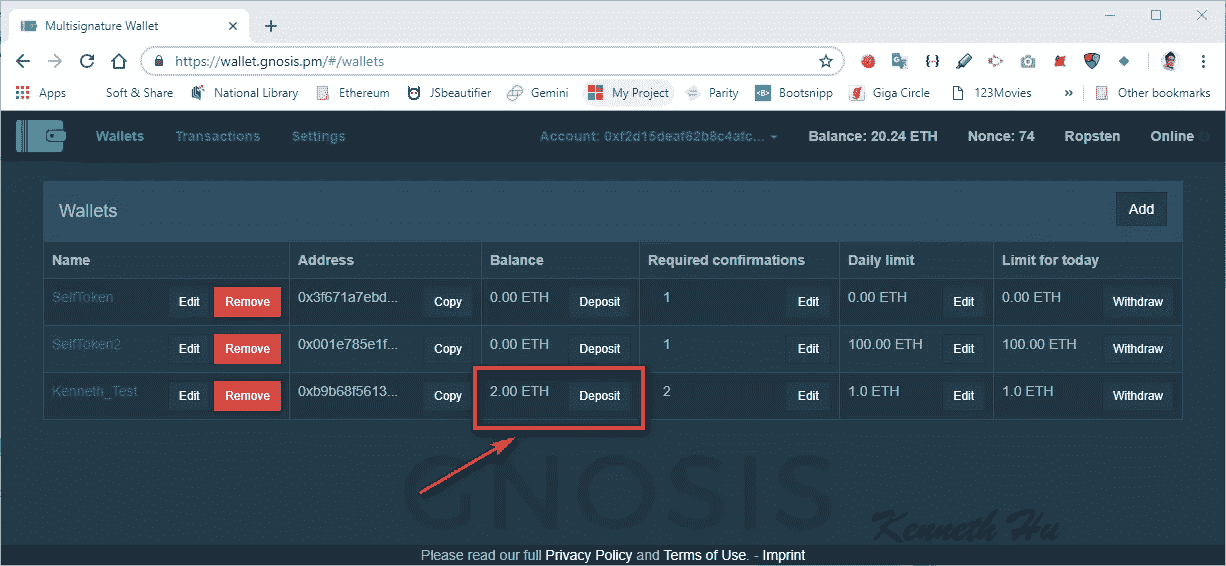 Multisignature Wallet
https://wallet.gnosis.pm/#/wallets
Apps Soft & Share National Library Ethereum JSbeautifier Gemini My Project Parity Bootsnipp Giga Circle 123Movies » Other bookmarks
Wallets Transactions Settings Account: 0xf2d15deaf62b8c4afc... Balance: 20.24 ETH Nonce: 74 Ropsten Online
Wallets Add
Name Address Balance Required confirmations Daily limit Limit for today
SelfToken Edit Remove 0x3f671a7ebd... Copy 0.00 ETH Deposit 1 Edit 0.00 ETH Edit 0.00 ETH Withdraw
SelfToken2 Edit Remove 0x001e785e1f... Copy 0.00 ETH Deposit 1 Edit 100.00 ETH Edit 100.00 ETH Withdraw
Kenneth_Test Edit Remove 0xb9b68f5613... Copy 2.00 ETH Deposit 2 Edit 1.0 ETH Edit 1.0 ETH Withdraw
GNOSIS
Kenneth Hu
Please read our full Privacy Policy and Terms of Use. - Imprint